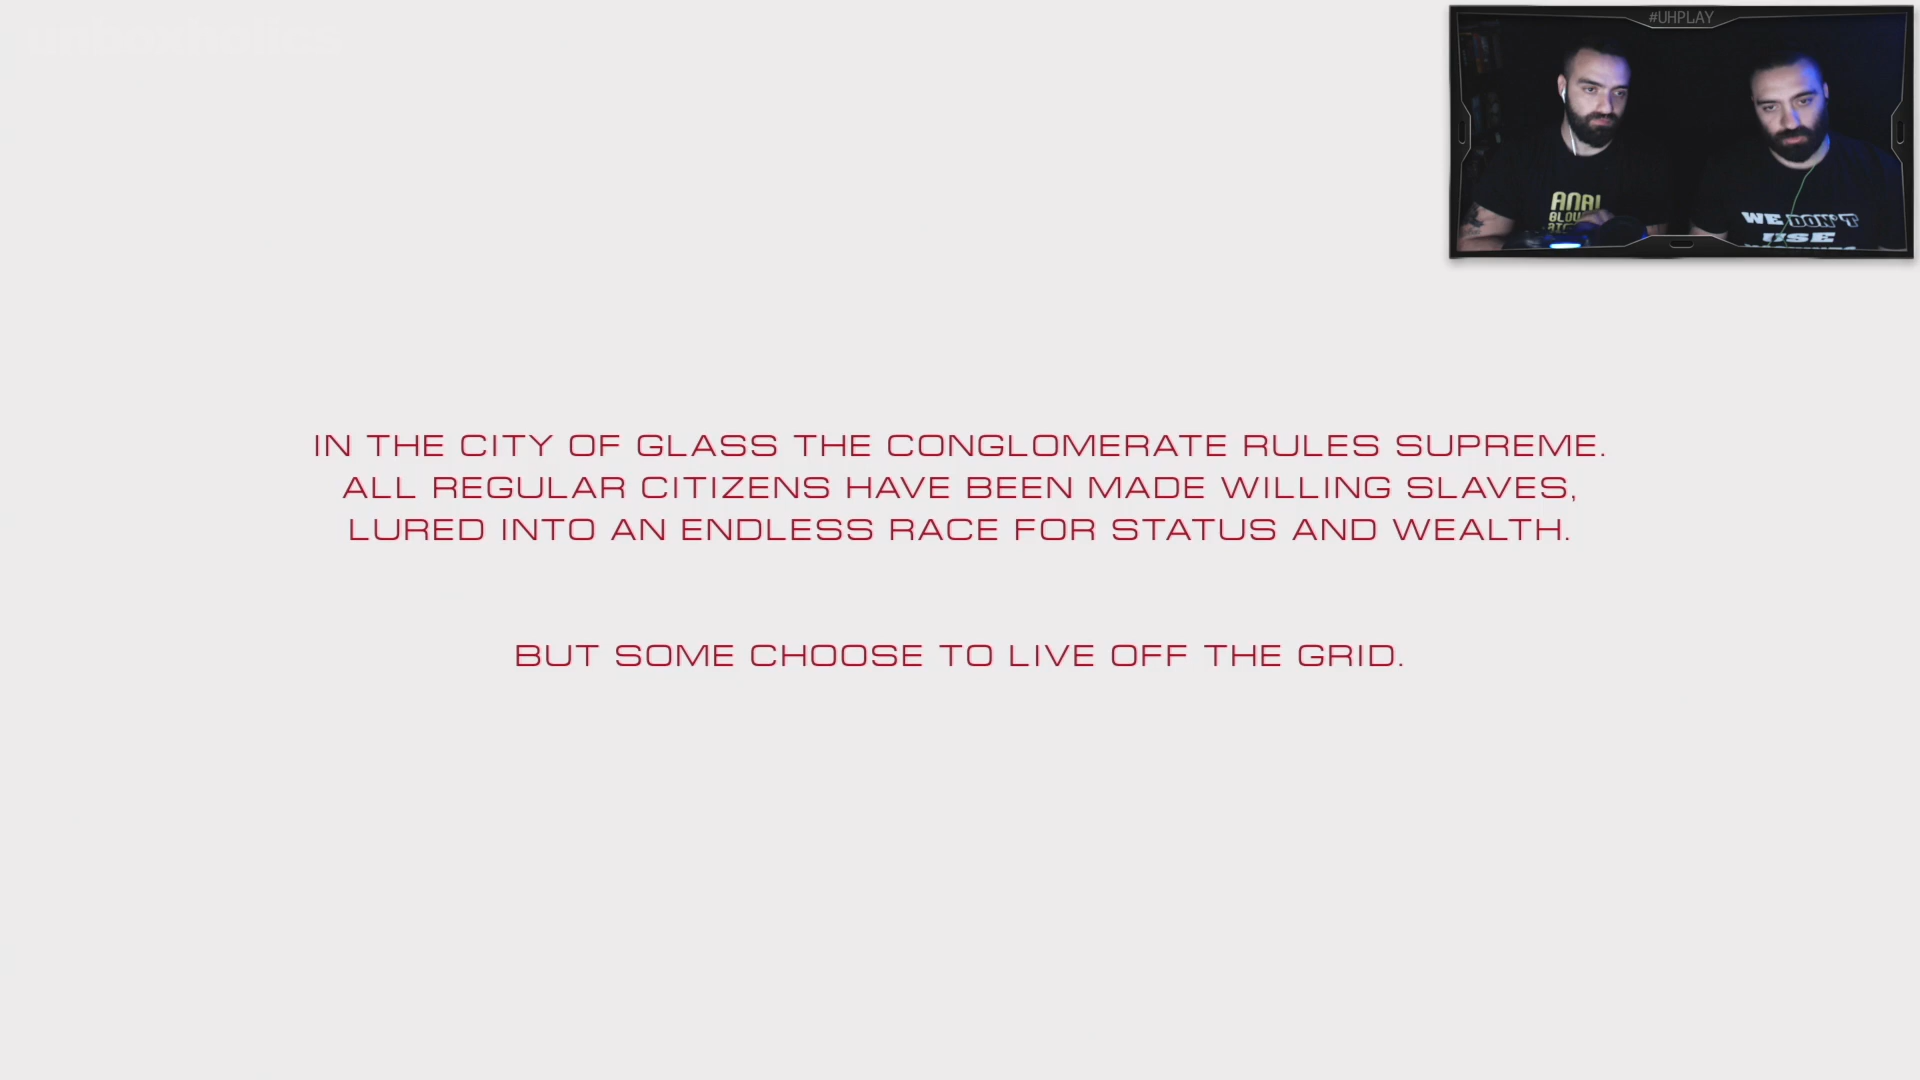 unboxholics
#UHPLAY
WE DON'T
USE
IN THE CITY OF GLASS THE CONGLOMERATE RULES SUPREME.
ALL REGULAR CITIZENS HAVE BEEN MADE WILLING SLAVES,
LURED INTO AN ENDLESS RACE FOR STATUS AND WEALTH.
BUT SOME CHOOSE TO LIVE OFF THE GRID.